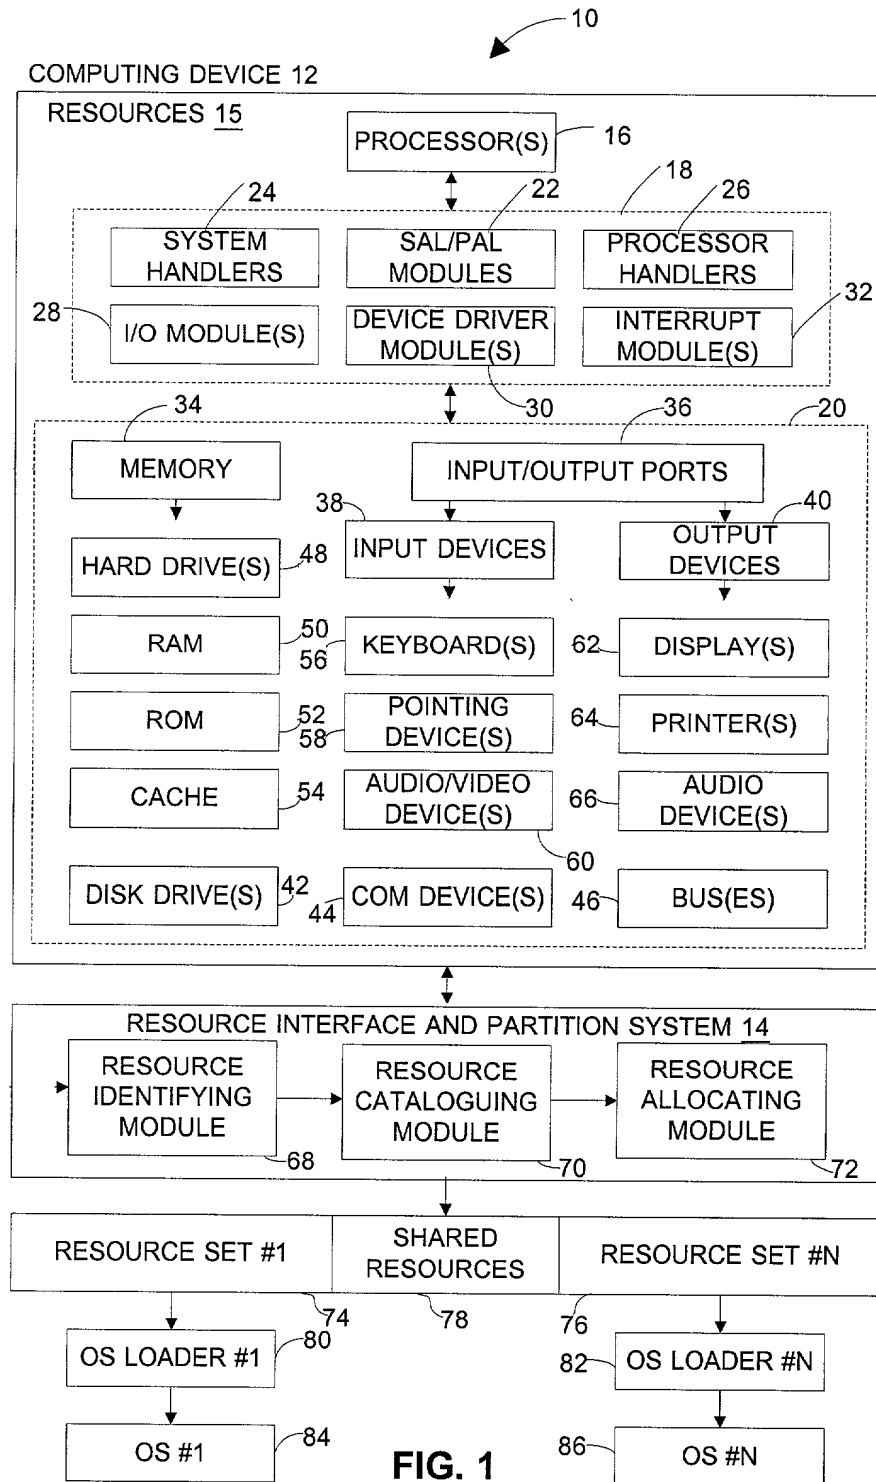 10
COMPUTING DEVICE 12
RESOURCES 15
PROCESSOR(S)
16
18
24
22
26
SYSTEM
HANDLERS
SAL/PAL
MODULES
PROCESSOR
HANDLERS
28
I/O MODULE(S)
DEVICE DRIVER
MODULE(S)
INTERRUPT
MODULE(S)
32
30
34
36
20
MEMORY
INPUT/OUTPUT PORTS
38
40
HARD DRIVE(S)
48
INPUT DEVICES
OUTPUT
DEVICES
RAM
50
56
KEYBOARD(S)
62
DISPLAY(S)
ROM
52
58
POINTING
DEVICE(S)
64
PRINTER(S)
CACHE
54
AUDIO/VIDEO
DEVICE(S)
66
AUDIO
DEVICE(S)
60
DISK DRIVE(S)
42
44
COM DEVICE(S)
46
BUS(ES)
RESOURCE INTERFACE AND PARTITION SYSTEM 14
RESOURCE
IDENTIFYING
MODULE
RESOURCE
CATALOGUING
MODULE
RESOURCE
ALLOCATING
MODULE
68
70
72
RESOURCE SET #1
SHARED
RESOURCES
RESOURCE SET #N
74
78
76
OS LOADER #1
80
82
OS LOADER #N
OS #1
84
86
OS #N
FIG. 1